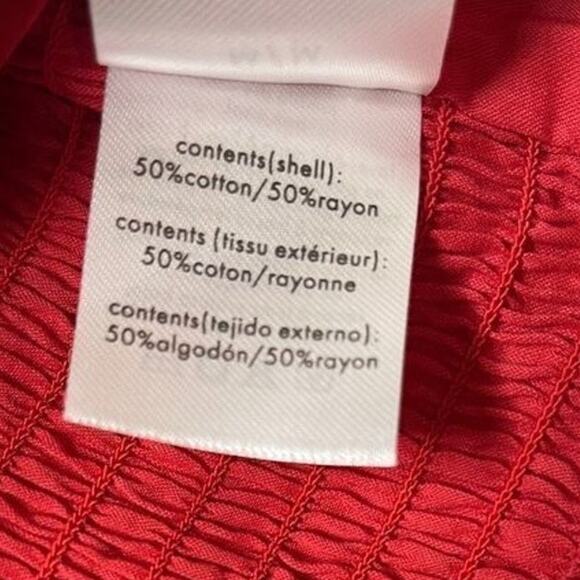 contents(shell):
50%cotton/50%rayon
contents (tissu extérieur):
50%coton/rayonne
contents(tejido externo):
50%algodón/50%rayon